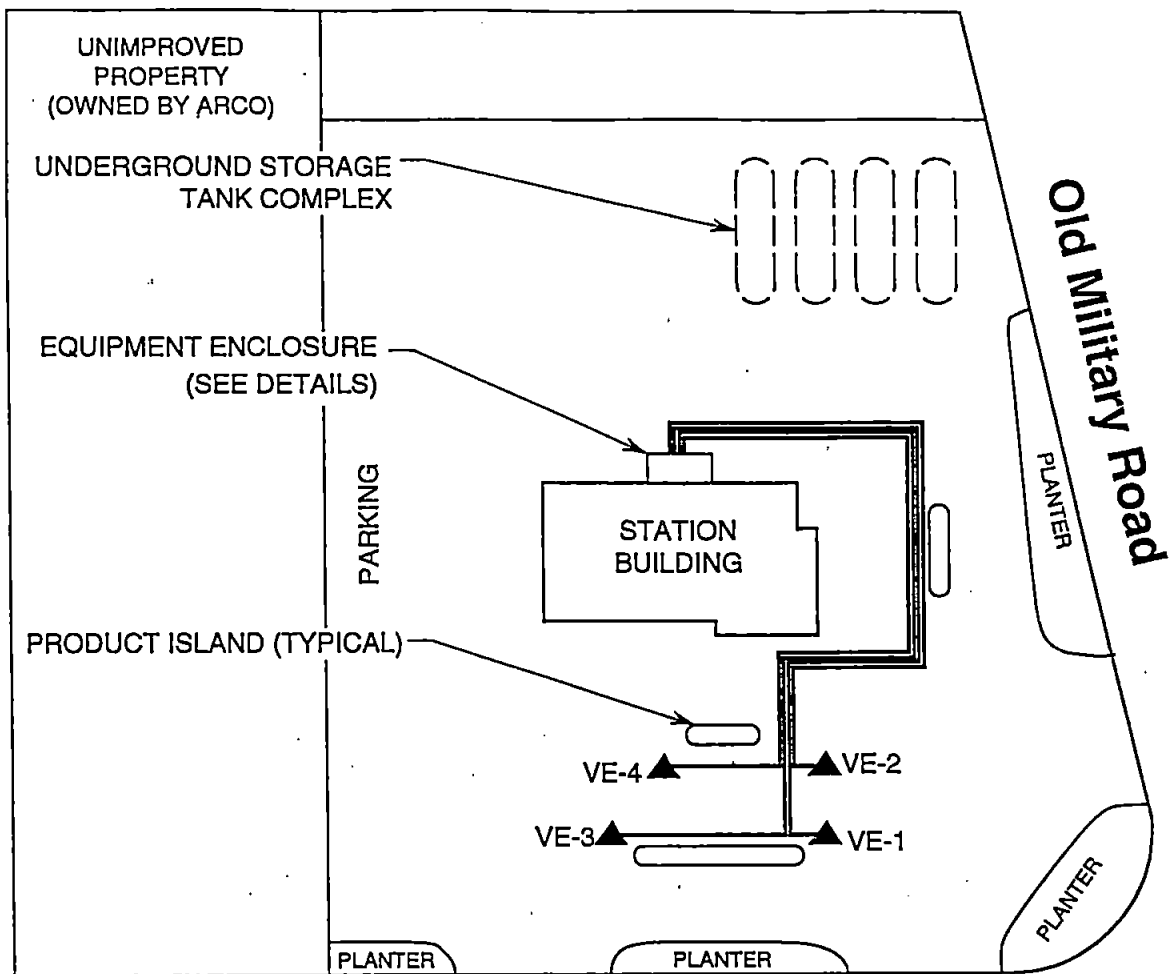 UNIMPROVED
PROPERTY
(OWNED BY ARCO)
UNDERGROUND STORAGE
TANK COMPLEX
Old Military Road
EQUIPMENT ENCLOSURE
(SEE DETAILS)
PLANTER
PARKING
STATION
BUILDING
PRODUCT ISLAND (TYPICAL)
VE-4
VE-2
VE-3
VE-1
PLANTER
PLANTER
PLANTER